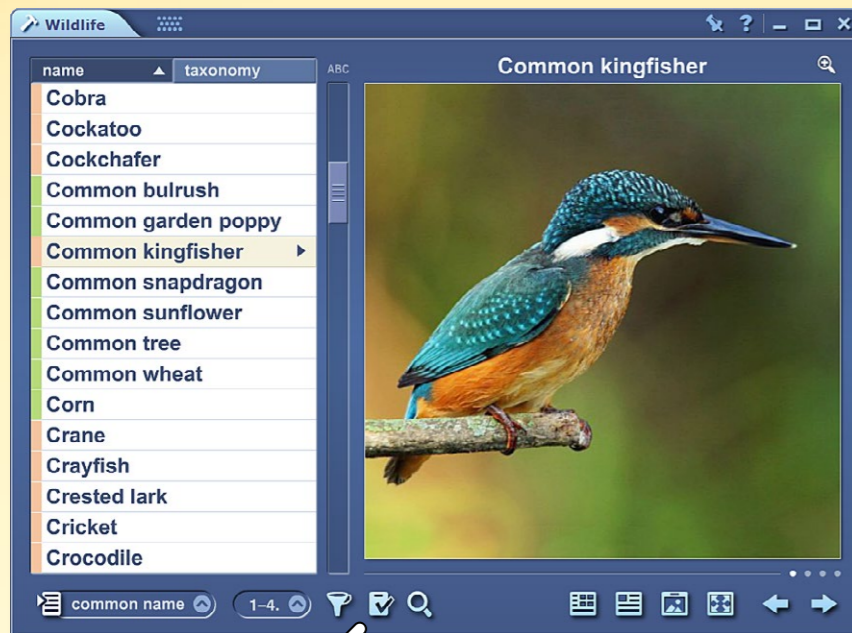 Wildlife
?
name taxonomy ABC
Common kingfisher
Cobra
Cockatoo
Cockchafer
Common bulrush
Common garden poppy
Common kingfisher
Common snapdragon
Common sunflower
Common tree
Common wheat
Corn
Crane
Crayfish
Crested lark
Cricket
Crocodile
common name 1–4.